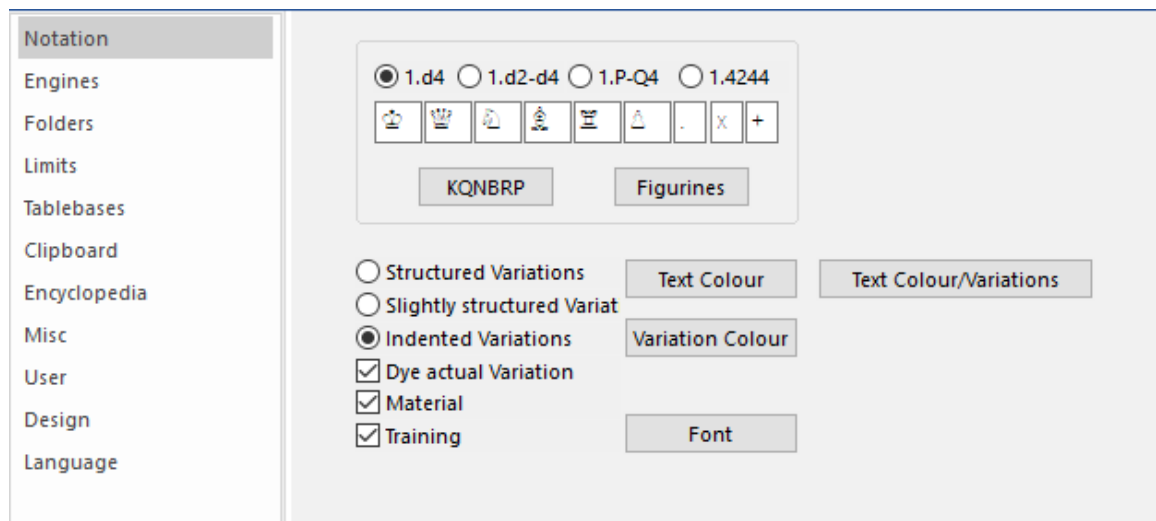 Notation
Engines
Folders
Limits
Tablebases
Clipboard
Encyclopedia
Misc
User
Design
Language
1.d4 1.d2-d4 1.P-Q4 1.4244
♔ ♕ ♘ ♗ ♖ ♙ . x +
KQNBRP Figurines
Structured Variations
Slightly structured Variat
Indented Variations
Dye actual Variation
Material
Training
Text Colour Text Colour/Variations
Variation Colour
Font